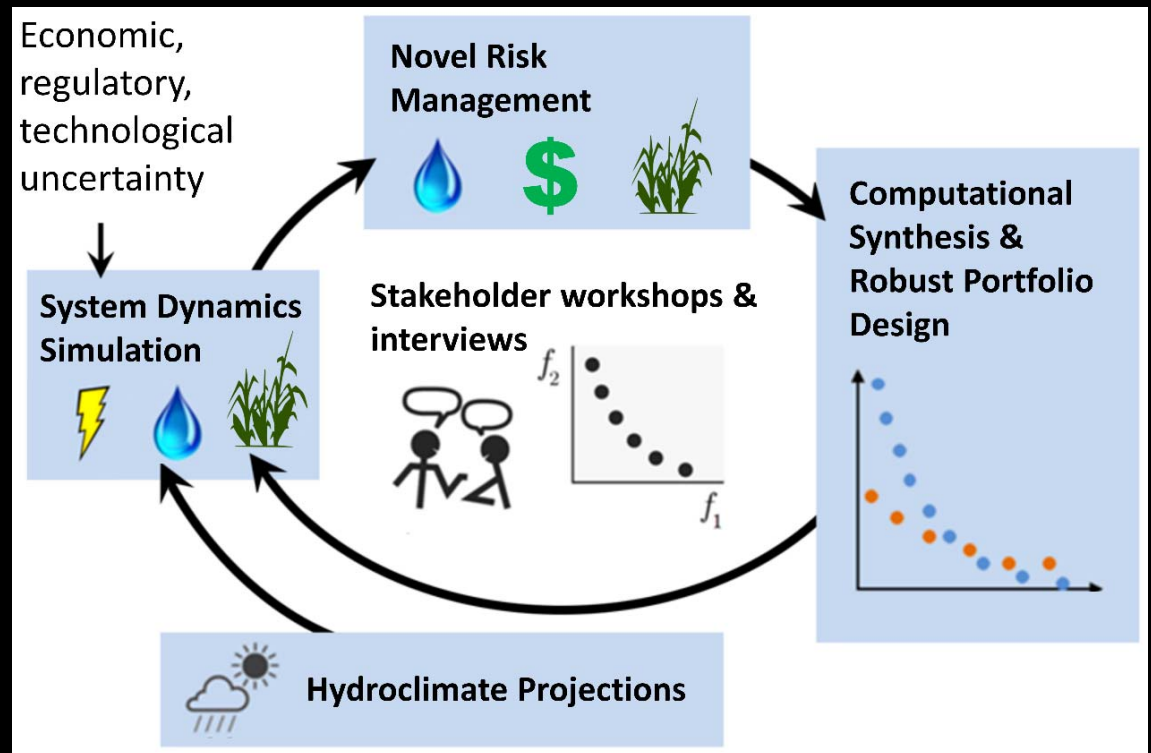 Economic,
regulatory,
technological
uncertainty
Novel Risk
Management
$
Computational
Synthesis &
Robust Portfolio
Design
System Dynamics
Simulation
Stakeholder workshops &
interviews
f₂
f₁
Hydroclimate Projections